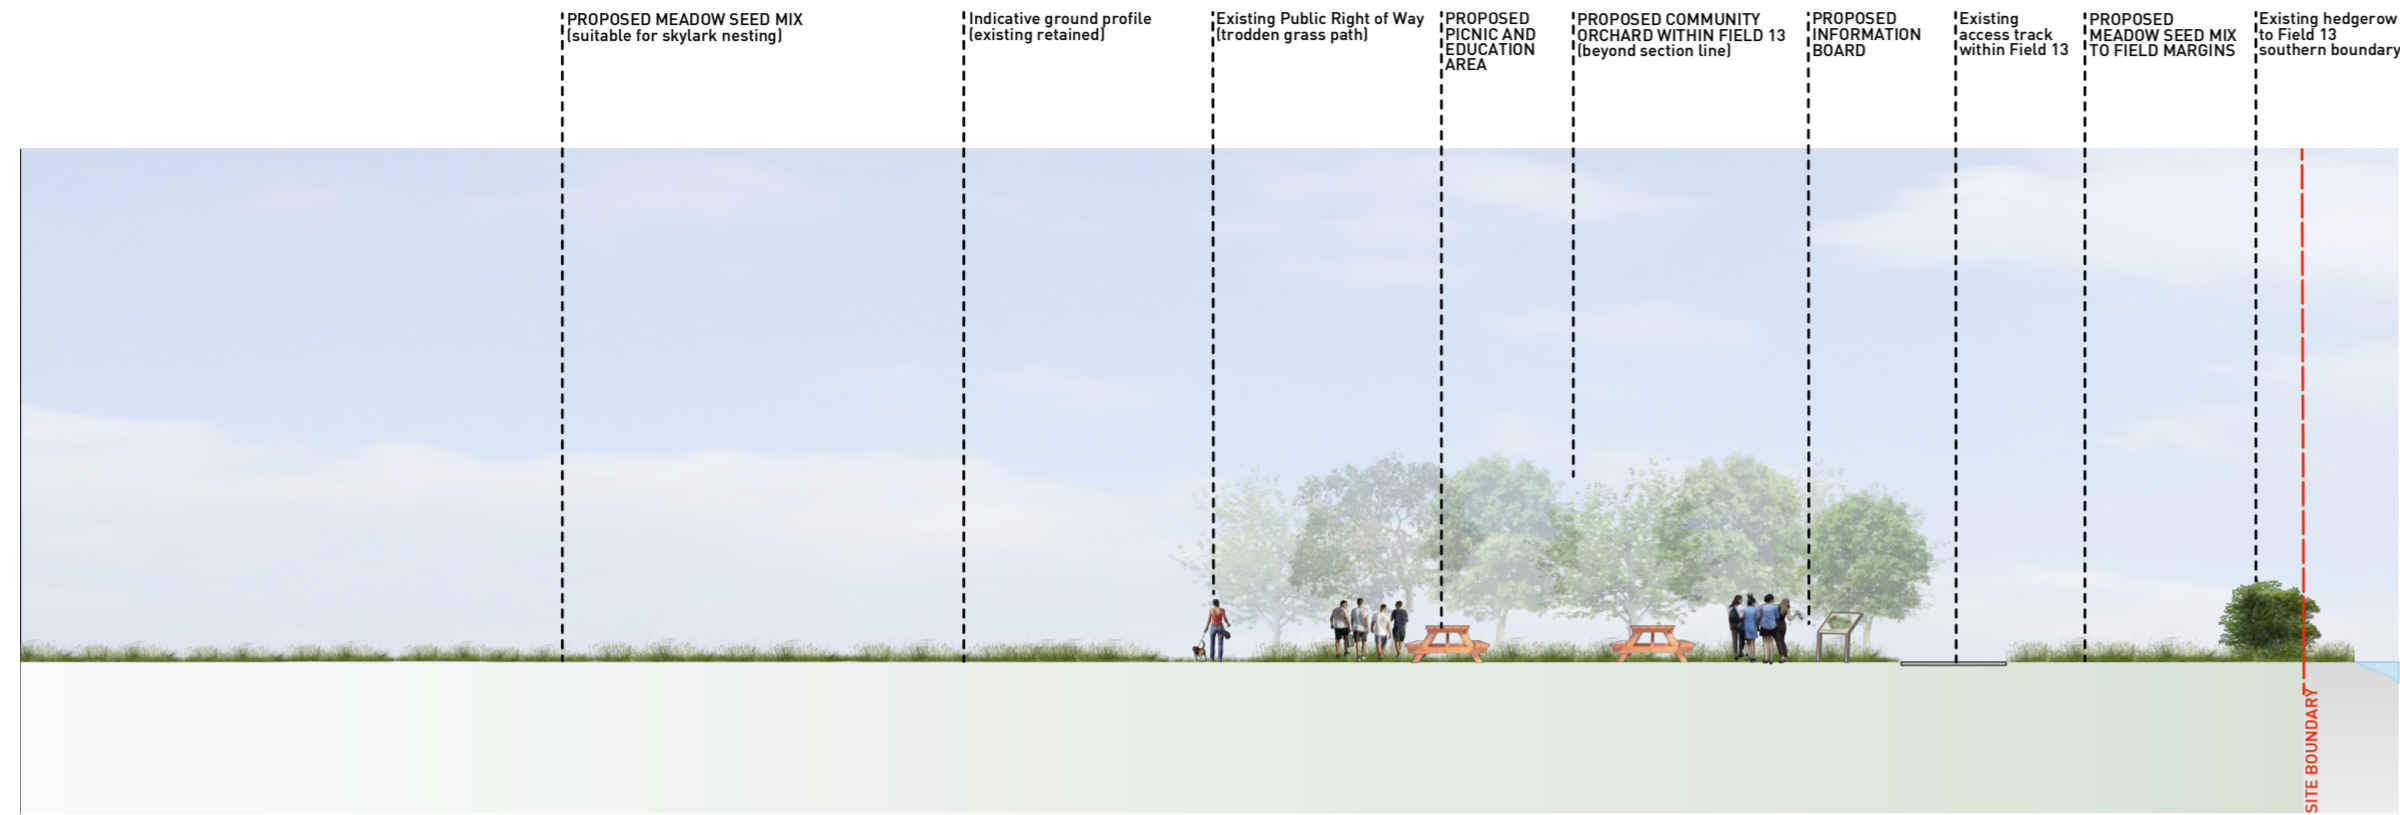 PROPOSED MEADOW SEED MIX
(suitable for skylark nesting)
Indicative ground profile
(existing retained)
Existing Public Right of Way
(trodden grass path)
PROPOSED
PICNIC AND
EDUCATION
AREA
PROPOSED COMMUNITY
ORCHARD WITHIN FIELD 13
(beyond section line)
PROPOSED
INFORMATION
BOARD
Existing
access track
within Field 13
PROPOSED
MEADOW SEED MIX
TO FIELD MARGINS
Existing hedgerow
to Field 13
southern boundary
SITE BOUNDARY